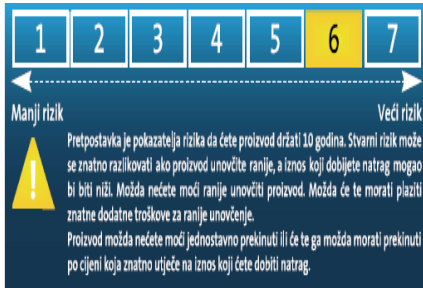 1 2 3 4 5 6 7
Manji rizik Veći rizik
Pretpostavka je pokazatelja rizika da ćete proizvod držati 10 godina. Stvarni rizik može
se znatno razlikovati ako proizvod unovčite ranije, a iznos koji dobijete natrag mogao
bi biti niži. Možda nećete moći ranije unovčiti proizvod. Možda će te morati plaziti
znatne dodatne troškove za ranije unovčenje.
Proizvod možda nećete moći jednostavno prekinuti ili će te ga možda morati prekinuti
po cijeni koja znatno utječe na iznos koji ćete dobiti natrag.